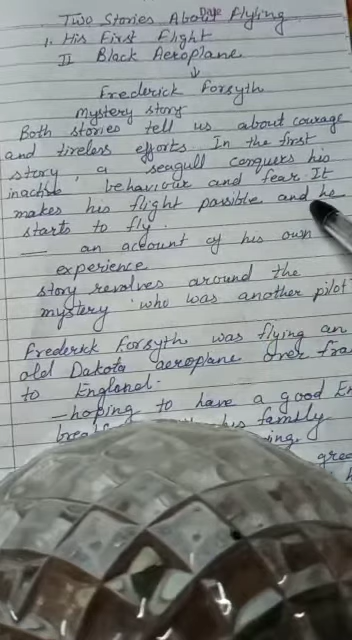 Two Stories About Flying
1. His First Flight
II Black Aeroplane
↓
Frederick Forsyth
Mystery story
Both stories tell us about courage
and tireless efforts. In the first
story, a seagull conquers his
behaviour and fear. It
makes his flight possible and he
starts to fly.
— an account of his own
experience
story revolves around the
mystery 'who was another pilot
Frederick Forsyth was flying an
old Dakota aeroplane over
to England.
— hoping to have a good
his family